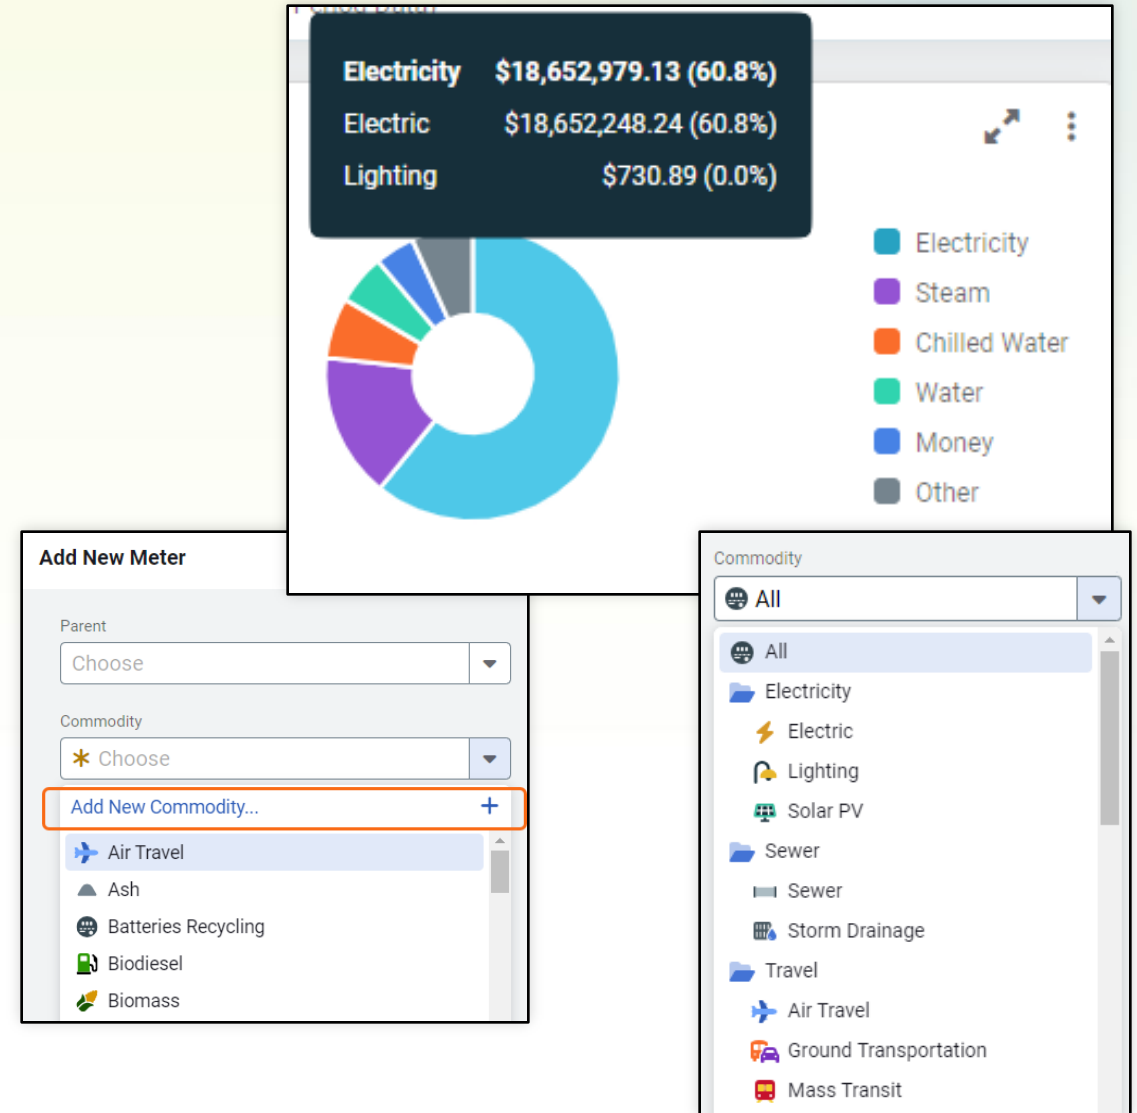 Period Data)
Electricity $18,652,979.13 (60.8%)
Electric $18,652,248.24 (60.8%)
Lighting $730.89 (0.0%)
Electricity
Steam
Chilled Water
Water
Money
Other
Add New Meter
Parent
Choose
Commodity
Choose
Add New Commodity...
Air Travel
Ash
Batteries Recycling
Biodiesel
Biomass
Commodity
All
All
Electricity
Electric
Lighting
Solar PV
Sewer
Sewer
Storm Drainage
Travel
Air Travel
Ground Transportation
Mass Transit